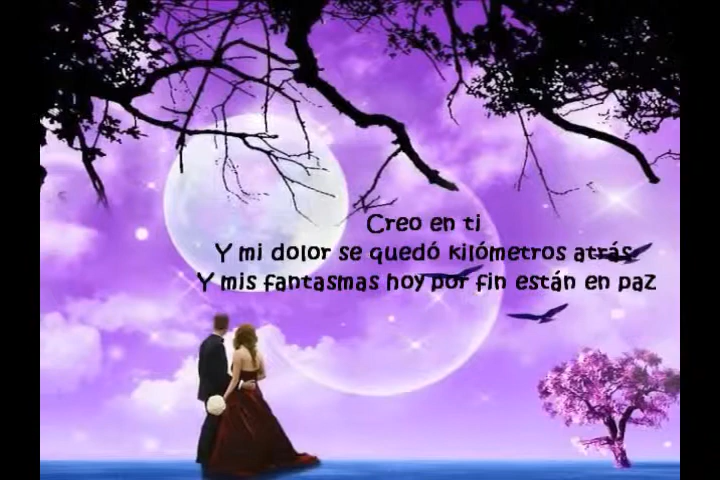 Creo en ti
Y mi dolor se quedó kilómetros atrás
Y mis fantasmas hoy por fin están en paz